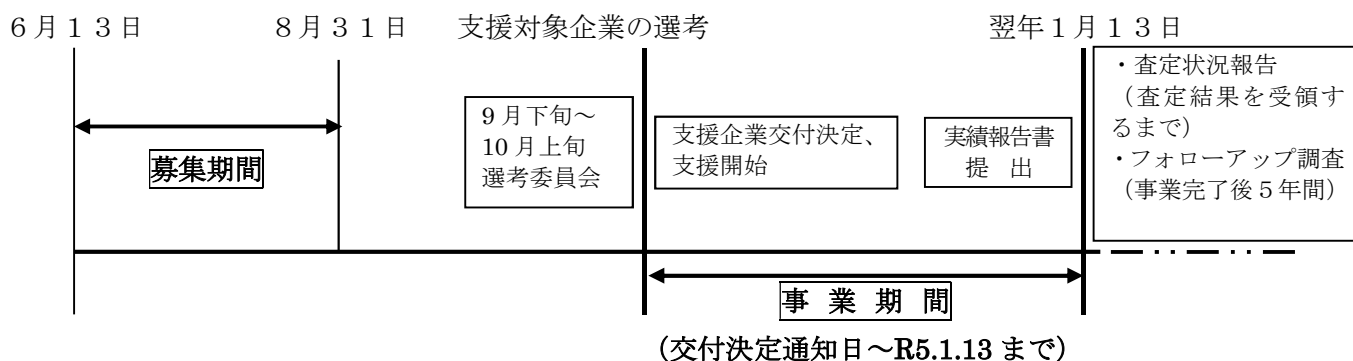 6月13日
8月31日
支援対象企業の選考
翌年1月13日
募集期間
9月下旬～
10月上旬
選考委員会
支援企業交付決定、
支援開始
実績報告書
提 出
・査定状況報告
（査定結果を受領す
るまで）
・フォローアップ調査
（事業完了後５年間）
事 業 期 間
（交付決定通知日～R5.1.13 まで）